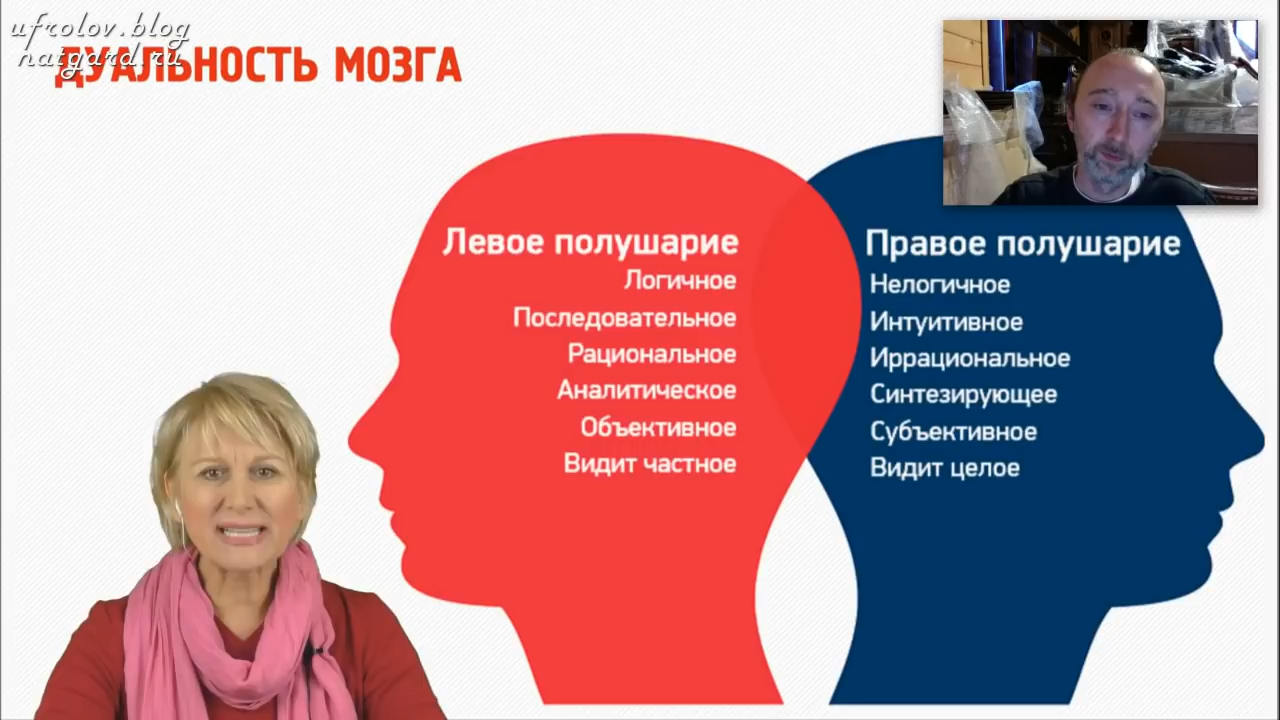 ufrolov.blog
natgard.ru
ДУАЛЬНОСТЬ МОЗГА
Левое полушарие
Логичное
Последовательное
Рациональное
Аналитическое
Объективное
Видит частное
Правое полушарие
Нелогичное
Интуитивное
Иррациональное
Синтезирующее
Субъективное
Видит целое